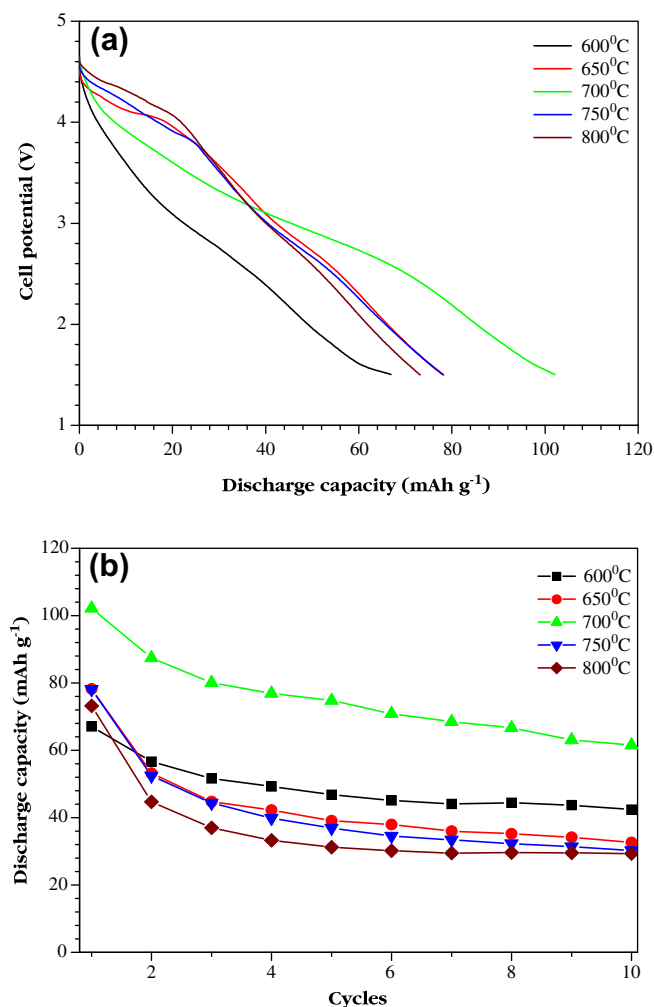 (a)
600⁰C
650⁰C
700⁰C
750⁰C
800⁰C
5
4
3
2
1
Cell potential (v)
0 20 40 60 80 100 120
Discharge capacity (mAh g⁻¹)
(b)
600⁰C
650⁰C
700⁰C
750⁰C
800⁰C
120
100
80
60
40
20
0
Discharge capacity (mAh g⁻¹)
2 4 6 8 10
Cycles